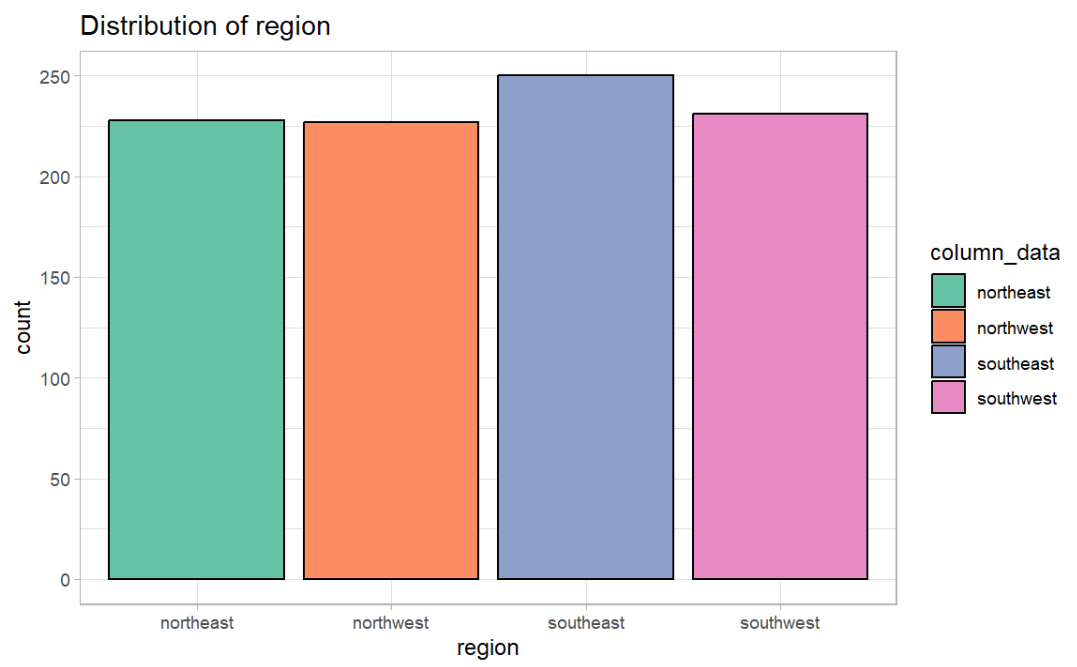 Distribution of region
count
250
200
150
100
50
0
northeast
northwest
southeast
southwest
region
column_data
northeast
northwest
southeast
southwest